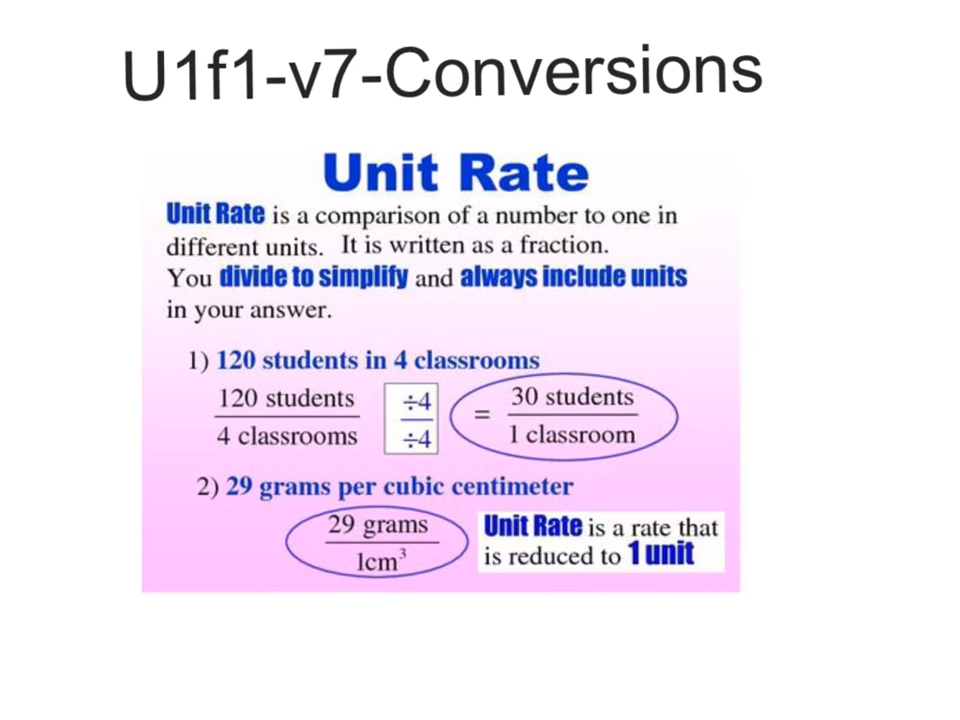 U1f1-v7-Conversions
Unit Rate
Unit Rate is a comparison of a number to one in
different units. It is written as a fraction.
You divide to simplify and always include units
in your answer.
1) 120 students in 4 classrooms
120 students
4 classrooms
÷4
÷4
=
30 students
1 classroom
2) 29 grams per cubic centimeter
29 grams
1cm³
Unit Rate is a rate that
is reduced to 1 unit